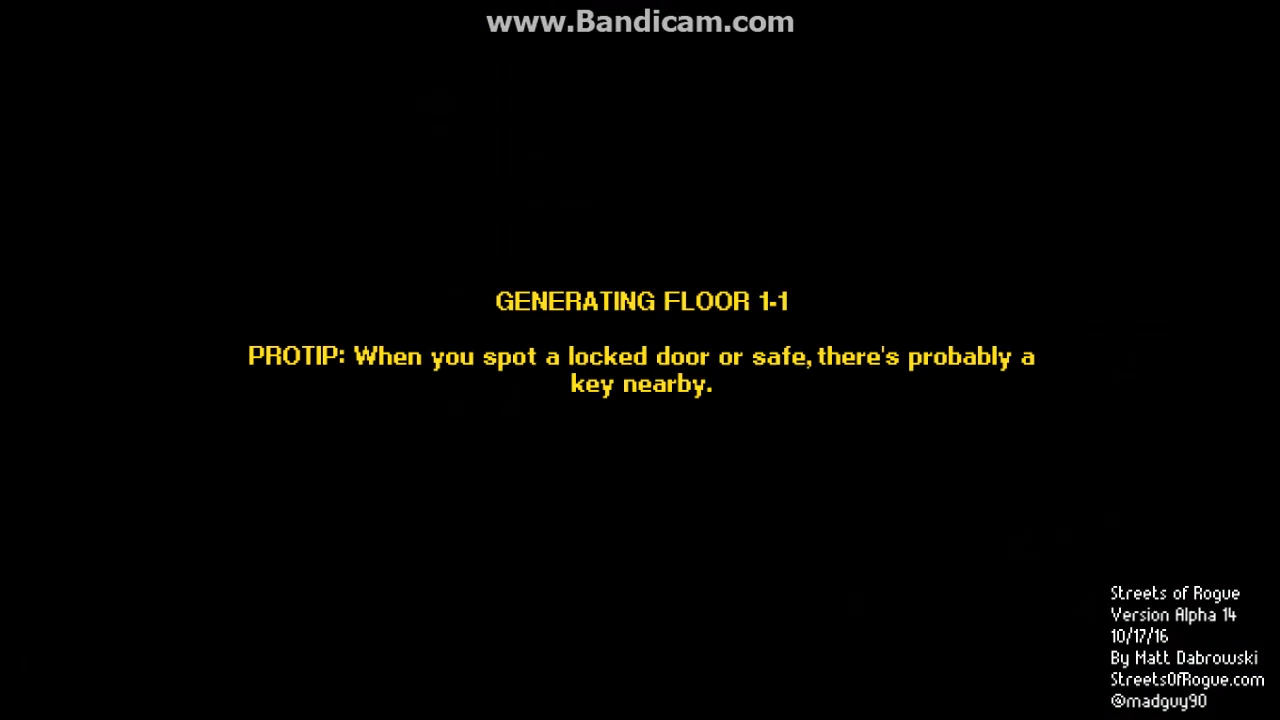 www.Bandicam.com
GENERATING FLOOR 1-1
PROTIP: When you spot a locked door or safe, there's probably a
key nearby.
Streets of Rogue
Version Alpha 14
10/17/16
By Matt Dabrowski
StreetsOfRogue.com
@madguy90